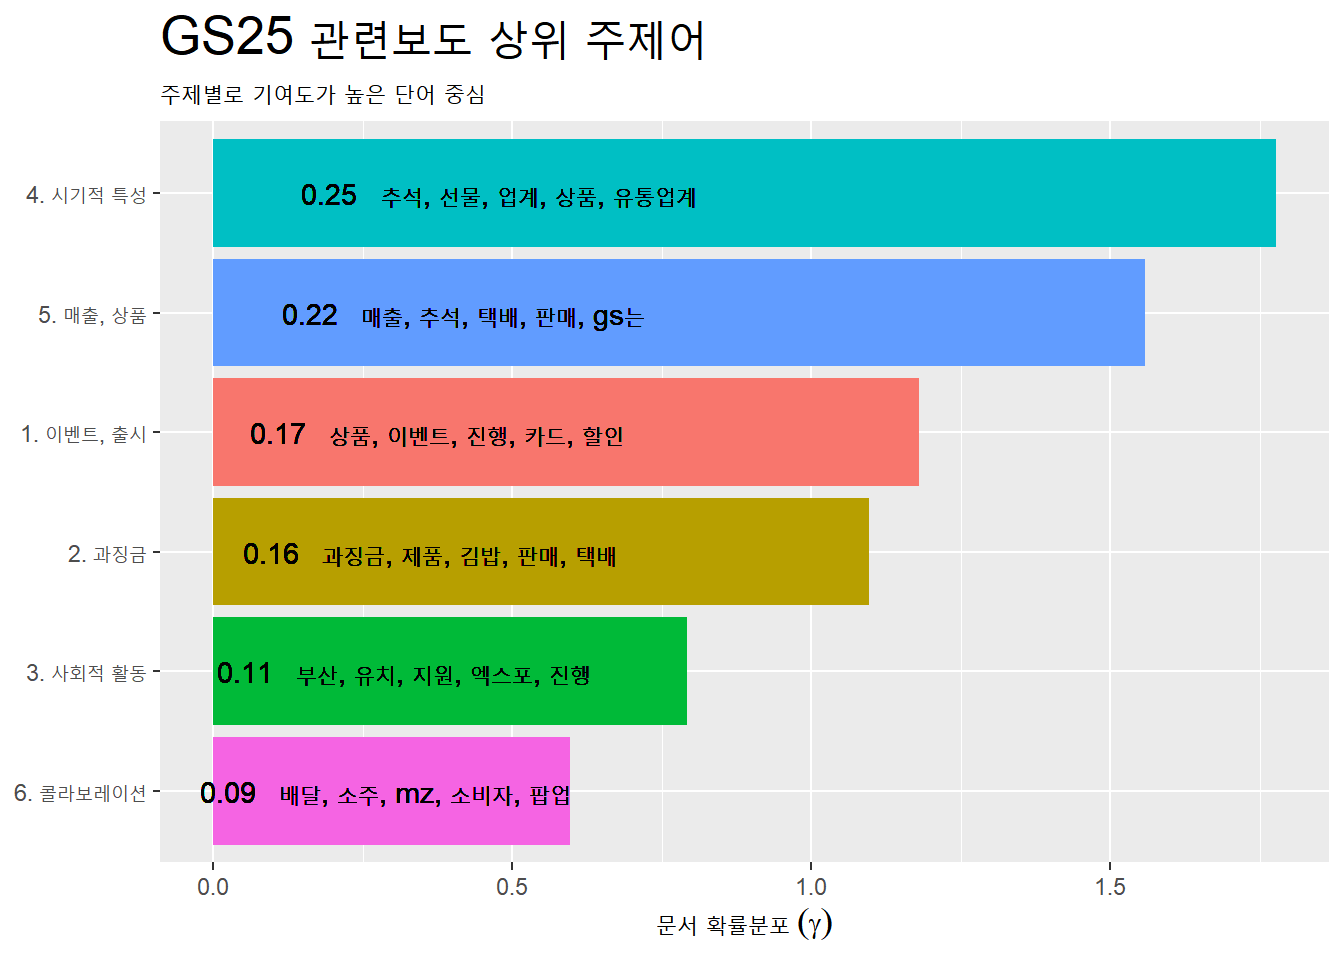 GS25 관련보도 상위 주제어
주제별로 기여도가 높은 단어 중심
4. 시기적 특성
0.25 추석, 선물, 업계, 상품, 유통업계
5. 매출, 상품
0.22 매출, 추석, 택배, 판매, gs는
1. 이벤트, 출시
0.17 상품, 이벤트, 진행, 카드, 할인
2. 과징금
0.16 과징금, 제품, 김밥, 판매, 택배
3. 사회적 활동
0.11 부산, 유치, 지원, 엑스포, 진행
6. 콜라보레이션
0.09 배달, 소주, mz, 소비자, 팝업
0.0 0.5 1.0 1.5
문서 확률분포 (γ)